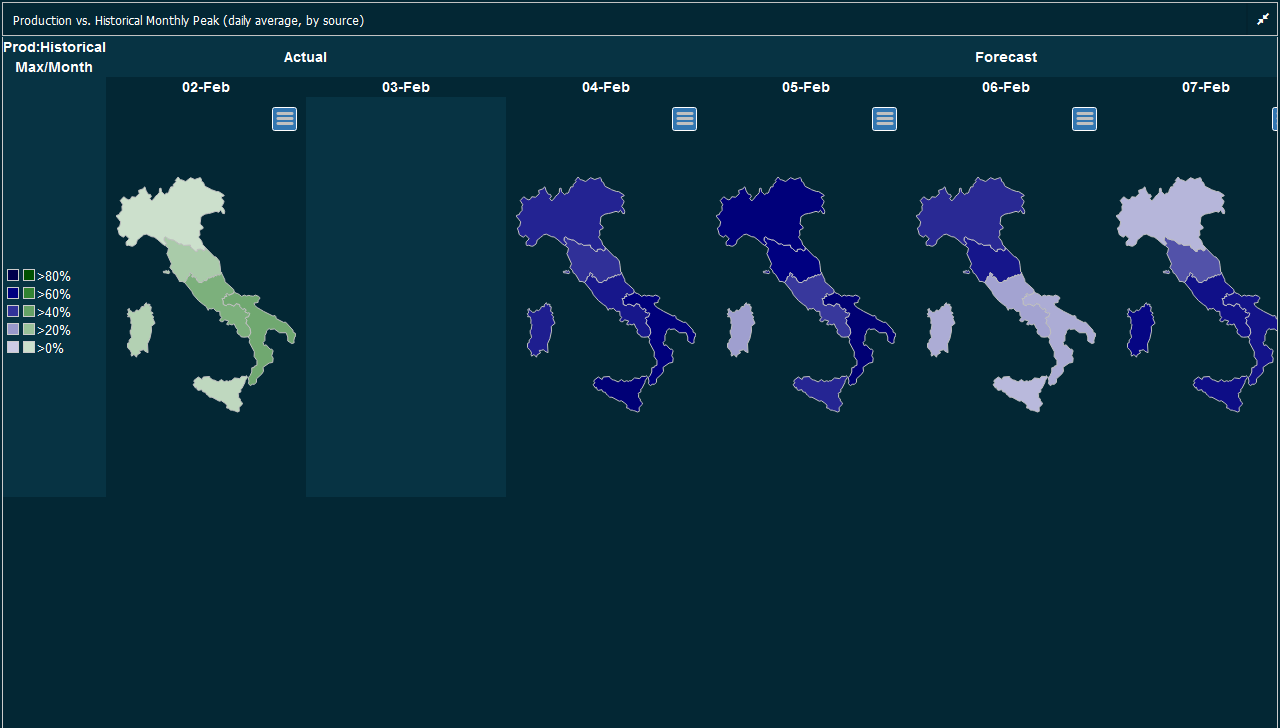 Production vs. Historical Monthly Peak (daily average, by source)
Prod:Historical
Max/Month
Actual
Forecast
02-Feb
03-Feb
04-Feb
05-Feb
06-Feb
07-Feb
>80%
>60%
>40%
>20%
>0%